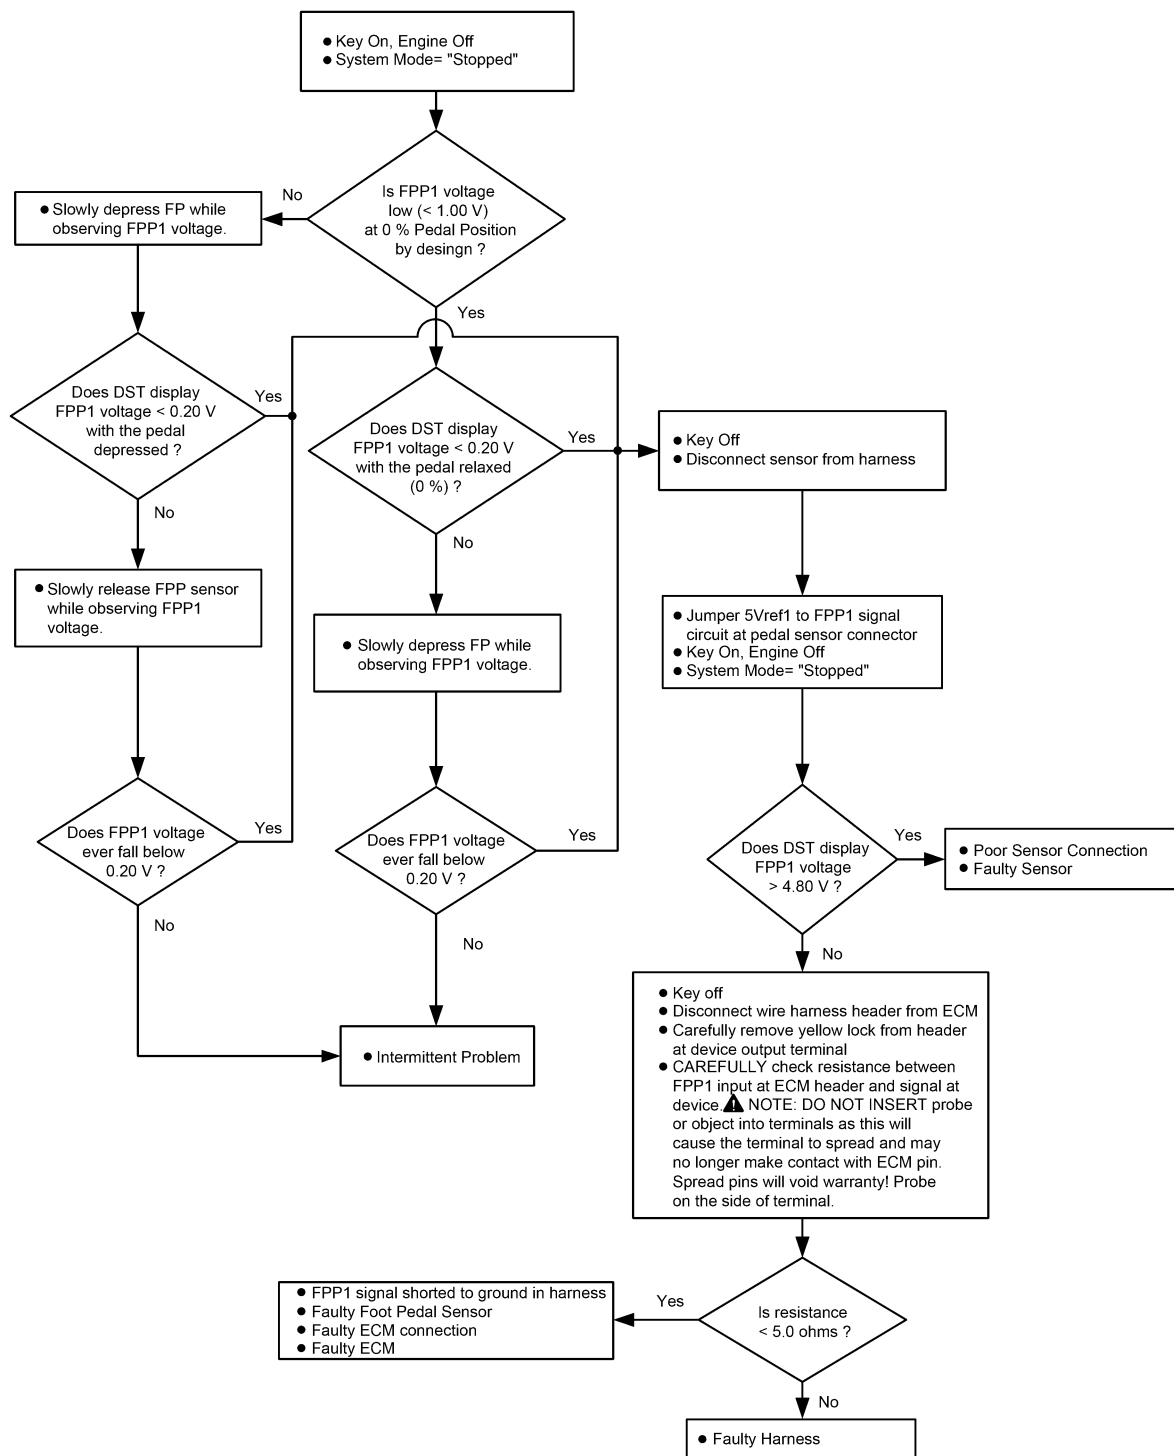 ● Key On, Engine Off
● System Mode= "Stopped"
Is FPP1 voltage
low (< 1.00 V)
at 0 % Pedal Position
by desingn ?
No
● Slowly depress FP while
observing FPP1 voltage.
Yes
Does DST display
FPP1 voltage < 0.20 V
with the pedal
depressed ?
Yes
No
Does DST display
FPP1 voltage < 0.20 V
with the pedal relaxed
(0 %) ?
Yes
No
● Key Off
● Disconnect sensor from harness
● Slowly release FPP sensor
while observing FPP1
voltage.
● Slowly depress FP while
observing FPP1 voltage.
● Jumper 5Vref1 to FPP1 signal
circuit at pedal sensor connector
● Key On, Engine Off
● System Mode= "Stopped"
Does FPP1 voltage
ever fall below
0.20 V ?
Yes
No
Does FPP1 voltage
ever fall below
0.20 V ?
Yes
No
Does DST display
FPP1 voltage
> 4.80 V ?
Yes
No
● Poor Sensor Connection
● Faulty Sensor
● Intermittent Problem
● Key off
● Disconnect wire harness header from ECM
● Carefully remove yellow lock from header
at device output terminal
● CAREFULLY check resistance between
FPP1 input at ECM header and signal at
device. NOTE: DO NOT INSERT probe
or object into terminals as this will
cause the terminal to spread and may
no longer make contact with ECM pin.
Spread pins will void warranty! Probe
on the side of terminal.
Is resistance
< 5.0 ohms ?
Yes
No
● FPP1 signal shorted to ground in harness
● Faulty Foot Pedal Sensor
● Faulty ECM connection
● Faulty ECM
● Faulty Harness